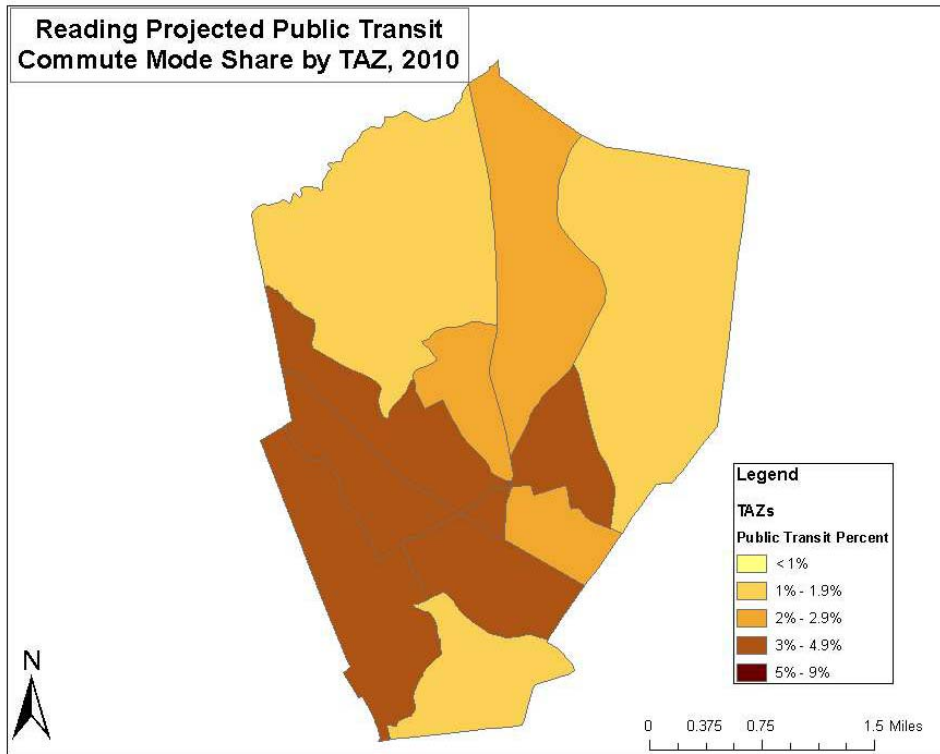 Reading Projected Public Transit
Commute Mode Share by TAZ, 2010
Legend
TAZs
Public Transit Percent
< 1%
1% - 1.9%
2% - 2.9%
3% - 4.9%
5% - 9%
N
0 0.375 0.75 1.5 Miles